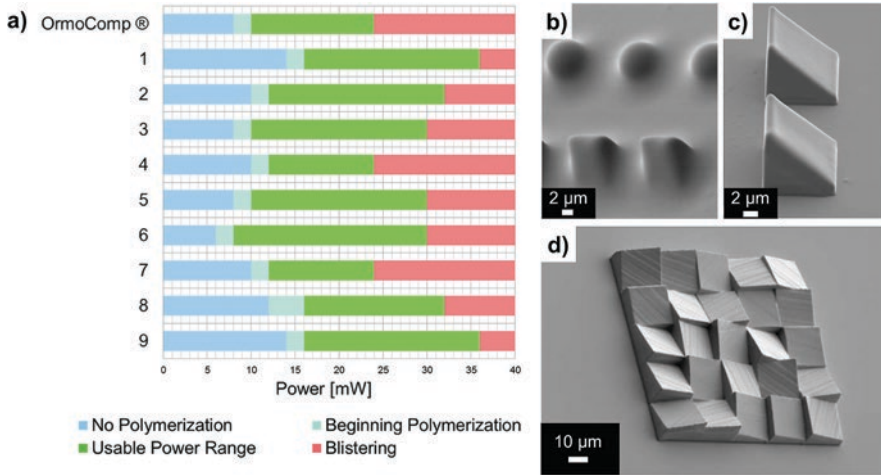 a)
OrmoComp ®
1
2
3
4
5
6
7
8
9
0 5 10 15 20 25 30 35 40
Power [mW]
No Polymerization
Beginning Polymerization
Usable Power Range
Blistering
b)
2 µm
c)
2 µm
d)
10 µm